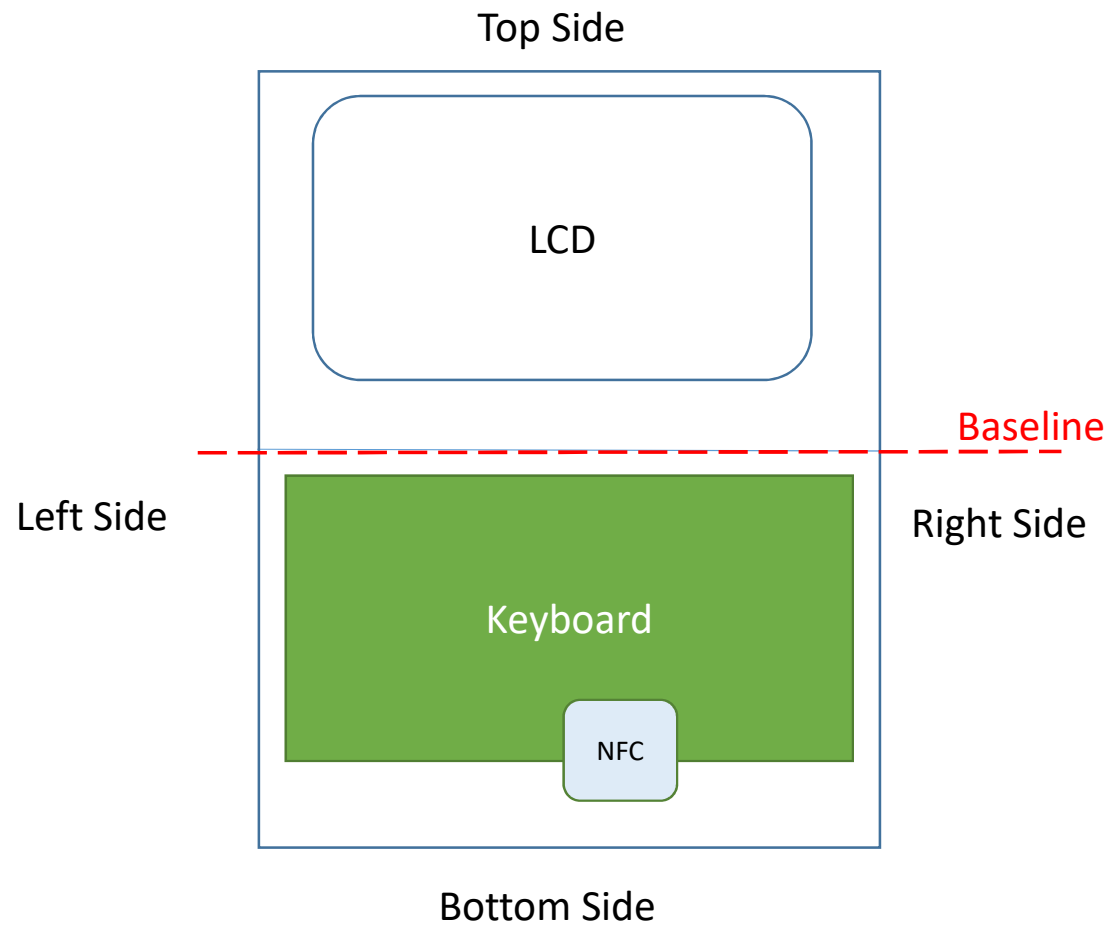 Top Side
LCD
Baseline
Left Side
Right Side
Keyboard
NFC
Bottom Side